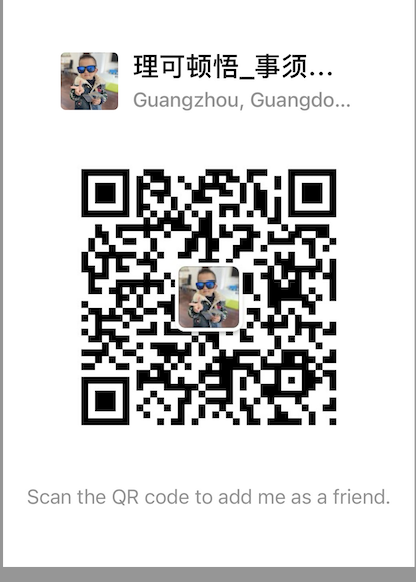 理可顿悟_事须...
Guangzhou, Guangdo...
Scan the QR code to add me as a friend.